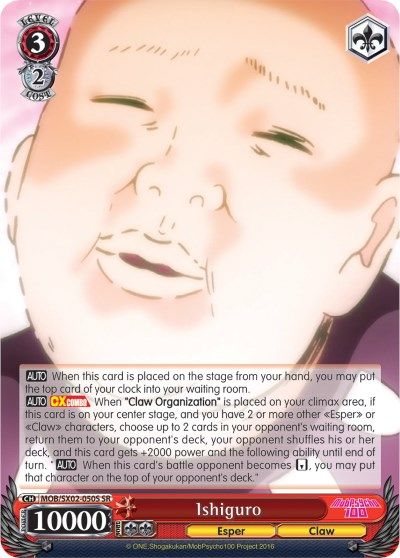 LEVEL
3
2
COST
AUTO When this card is placed on the stage from your hand, you may put
the top card of your clock into your waiting room.
AUTO CX COMBO When "Claw Organization" is placed on your climax area, if
this card is on your center stage, and you have 2 or more other «Esper» or
«Claw» characters, choose up to 2 cards in your opponent's waiting room,
return them to your opponent's deck, your opponent shuffles his or her
deck, and this card gets +2000 power and the following ability until end of
turn. " AUTO When this card's battle opponent becomes [▼], you may put
that character on the top of your opponent's deck."
CH MOB/SX02-050S SR
Ishiguro
MOB PSYCHO
100
POWER
10000
SOUL
Esper
Claw
© ONE,Shogakukan/MobPsycho100 Project 2016